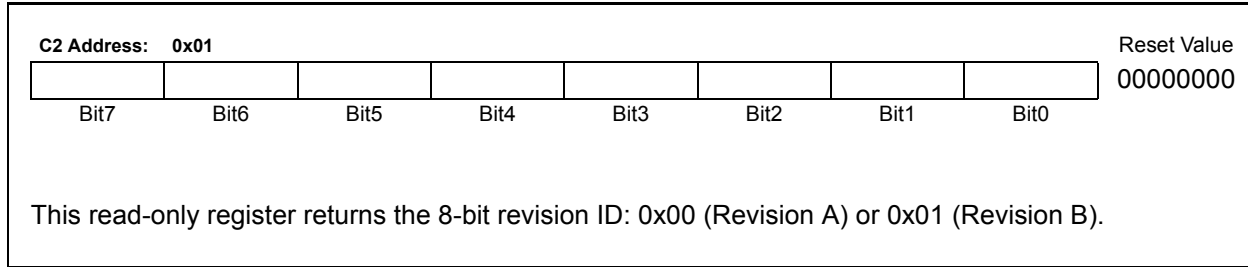 C2 Address: 0x01 Reset Value
00000000
Bit7 Bit6 Bit5 Bit4 Bit3 Bit2 Bit1 Bit0
This read-only register returns the 8-bit revision ID: 0x00 (Revision A) or 0x01 (Revision B).